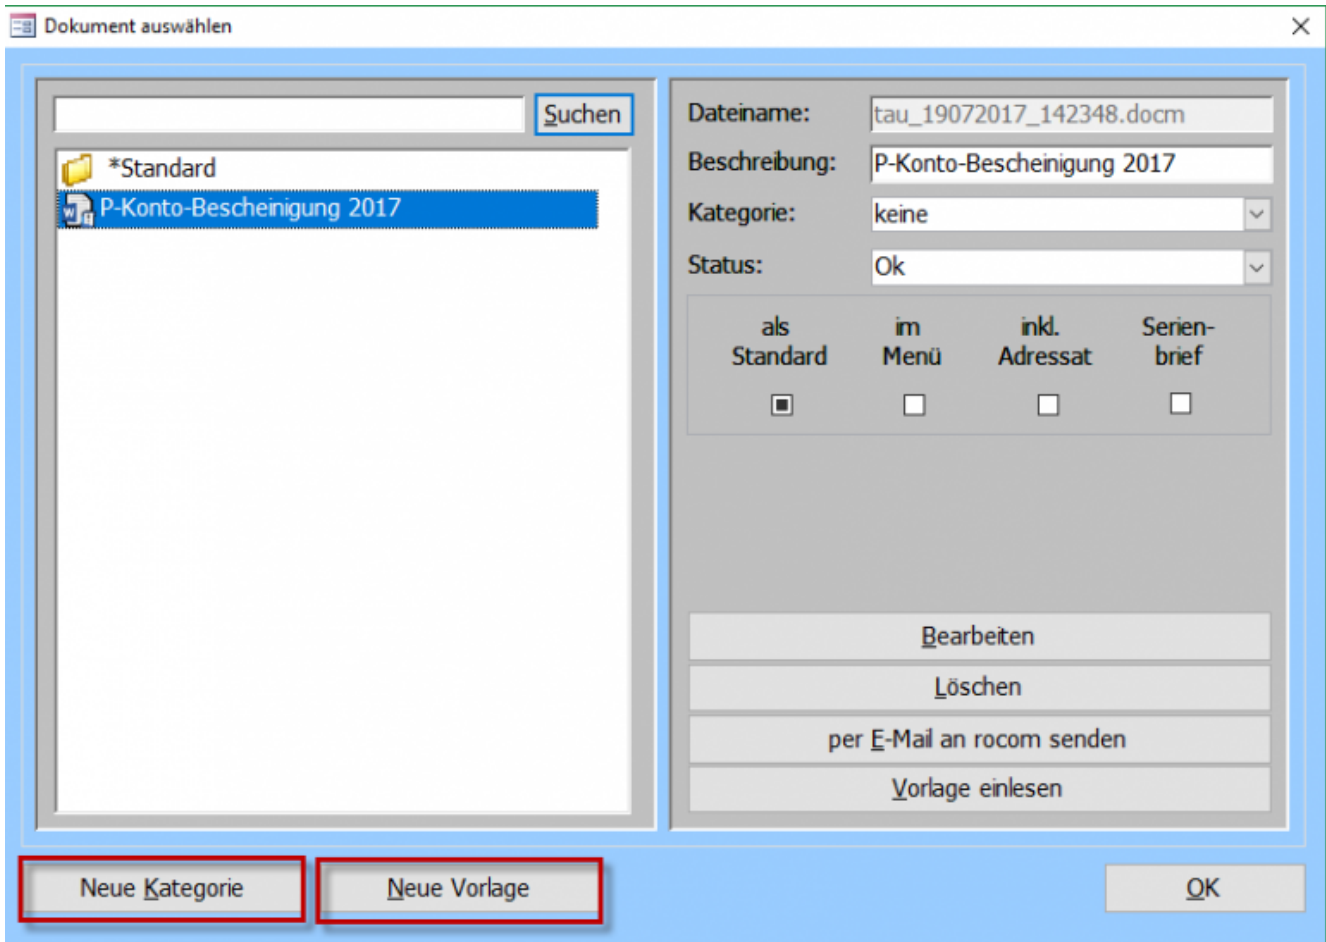 Dokument auswählen
Suchen
*Standard
P-Konto-Bescheinigung 2017
Dateiname: tau_19072017_142348.docm
Beschreibung: P-Konto-Bescheinigung 2017
Kategorie: keine
Status: Ok
als im inkl. Serien-
Standard Menü Adressat brief
Bearbeiten
Löschen
per E-Mail an rocom senden
Vorlage einlesen
Neue Kategorie Neue Vorlage OK